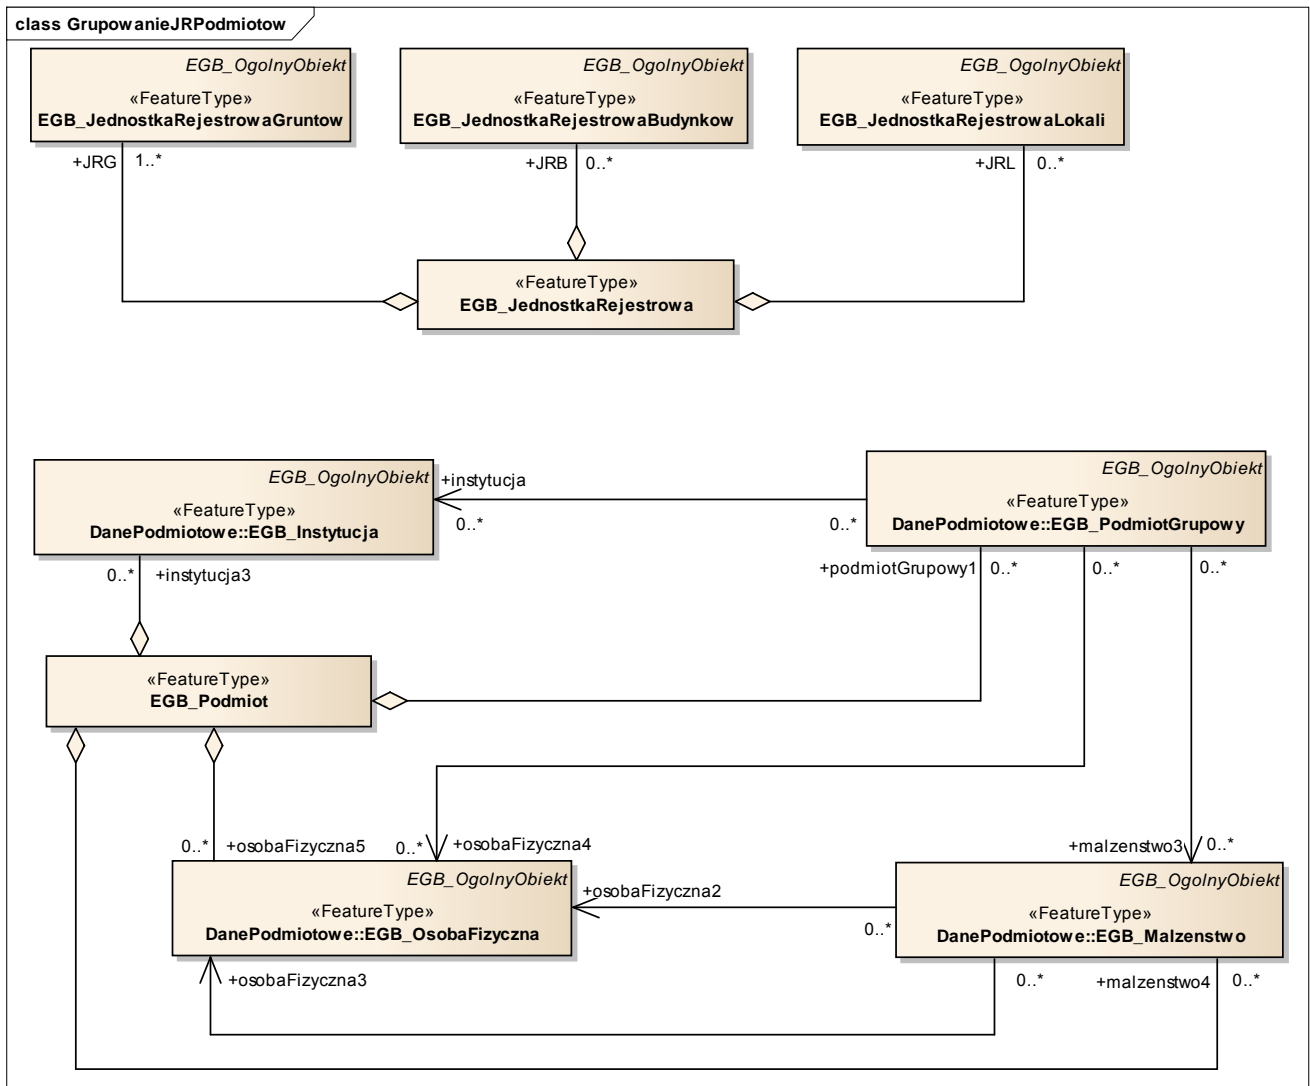 class GrupowanieJRPodmiotow
EGB_OgolnyObiekt
«FeatureType»
EGB_JednostkaRejestrowaGruntow
EGB_OgolnyObiekt
«FeatureType»
EGB_JednostkaRejestrowaBudynkow
EGB_OgolnyObiekt
«FeatureType»
EGB_JednostkaRejestrowaLokali
+JRG 1..*
+JRB 0..*
+JRL 0..*
«FeatureType»
EGB_JednostkaRejestrowa
EGB_OgolnyObiekt
«FeatureType»
DanePodmiotowe::EGB_Instytucja
+instytucja
0..*
0..*
EGB_OgolnyObiekt
«FeatureType»
DanePodmiotowe::EGB_PodmiotGrupowy
0..* +instytucja3
+podmiotGrupowy1 0..*
0..*
0..*
«FeatureType»
EGB_Podmiot
0..* +osobaFizyczna5
0..* +osobaFizyczna4
+malzenstwo3 0..*
EGB_OgolnyObiekt
«FeatureType»
DanePodmiotowe::EGB_OsobaFizyczna
+osobaFizyczna2
0..*
EGB_OgolnyObiekt
«FeatureType»
DanePodmiotowe::EGB_Malzenstwo
+osobaFizyczna3
0..*
+malzenstwo4 0..*